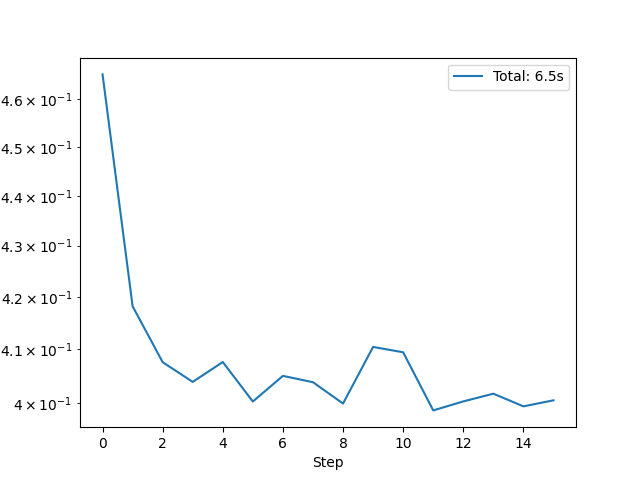 Total: 6.5s
4.6 × 10⁻¹
4.5 × 10⁻¹
4.4 × 10⁻¹
4.3 × 10⁻¹
4.2 × 10⁻¹
4.1 × 10⁻¹
4 × 10⁻¹
0 2 4 6 8 10 12 14
Step